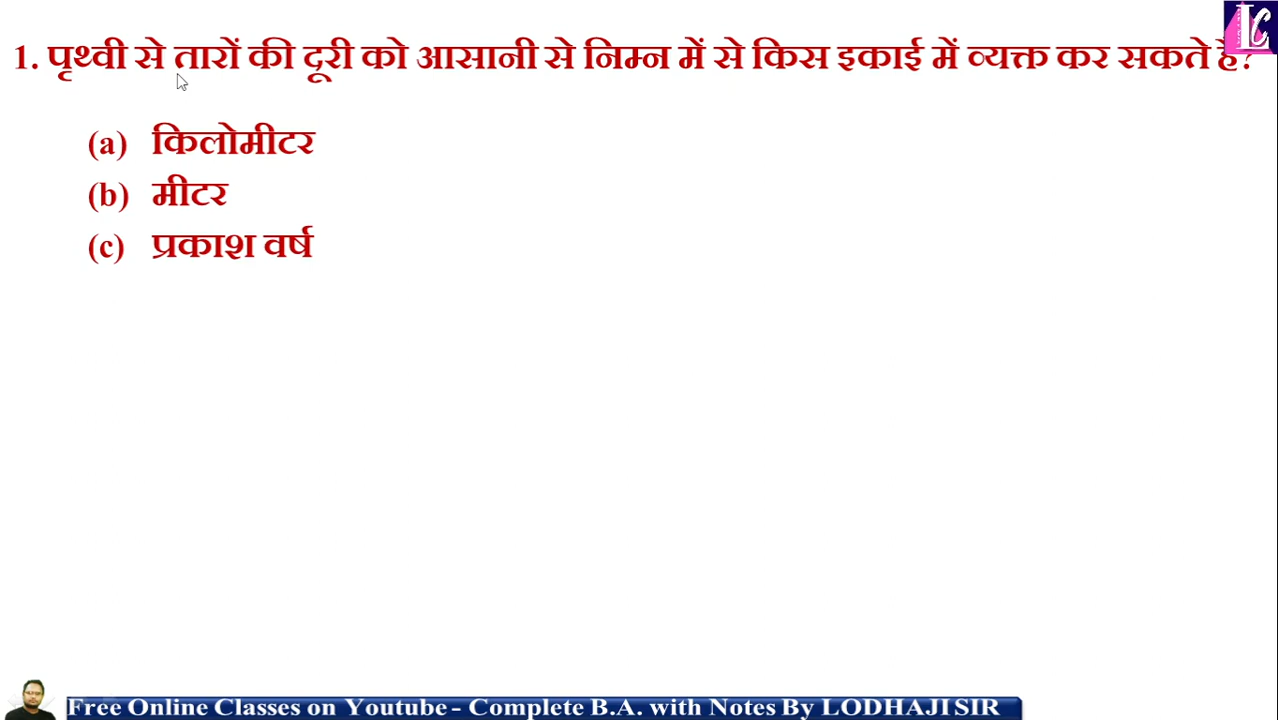 1. पृथ्वी से तारों की दूरी को आसानी से निम्न में से किस इकाई में व्यक्त कर सकते है?
LC
(a) किलोमीटर
(b) मीटर
(c) प्रकाश वर्ष
Free Online Classes on Youtube - Complete B.A. with Notes By LODHAJI SIR